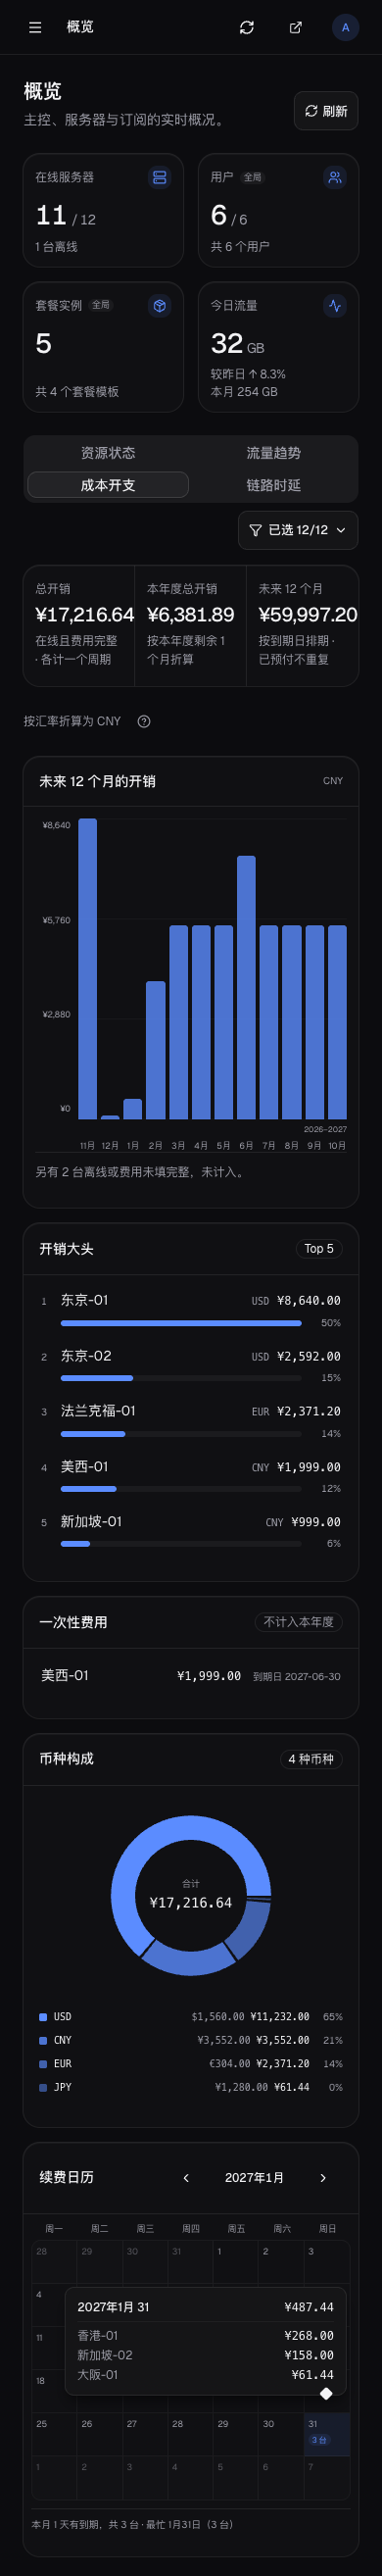 概览
A
概览
主控、服务器与订阅的实时概况。
刷新
在线服务器
11 / 12
1 台离线
用户 全局
6 / 6
共 6 个用户
套餐实例 全局
5
共 4 个套餐模板
今日流量
32 GB
较昨日 ↑ 8.3%
本月 254 GB
资源状态
流量趋势
成本开支
链路时延
已选 12/12
总开销
¥17,216.64
在线且费用完整
· 各计一个周期
本年度总开销
¥6,381.89
按本年度剩余 1
个月折算
未来 12 个月
¥59,997.20
按到期日排期 ·
已预付不重复
按汇率折算为 CNY
未来 12 个月的开销
CNY
¥8,640
¥5,760
¥2,880
¥0
2026–2027
11月 12月 1月 2月 3月 4月 5月 6月 7月 8月 9月 10月
另有 2 台离线或费用未填完整，未计入。
开销大头
Top 5
1 东京-01 USD ¥8,640.00
50%
2 东京-02 USD ¥2,592.00
15%
3 法兰克福-01 EUR ¥2,371.20
14%
4 美西-01 CNY ¥1,999.00
12%
5 新加坡-01 CNY ¥999.00
6%
一次性费用
不计入本年度
美西-01 ¥1,999.00 到期日 2027-06-30
币种构成
4 种币种
合计
¥17,216.64
USD $1,560.00 ¥11,232.00 65%
CNY ¥3,552.00 ¥3,552.00 21%
EUR €304.00 ¥2,371.20 14%
JPY ¥1,280.00 ¥61.44 0%
续费日历
2027年1月
周一 周二 周三 周四 周五 周六 周日
28 29 30 31 1 2 3
4
11
18
2027年1月 31 ¥487.44
香港-01 ¥268.00
新加坡-02 ¥158.00
大阪-01 ¥61.44
25 26 27 28 29 30 31
3 台
1 2 3 4 5 6 7
本月 1 天有到期，共 3 台 · 最忙 1月31日（3 台）